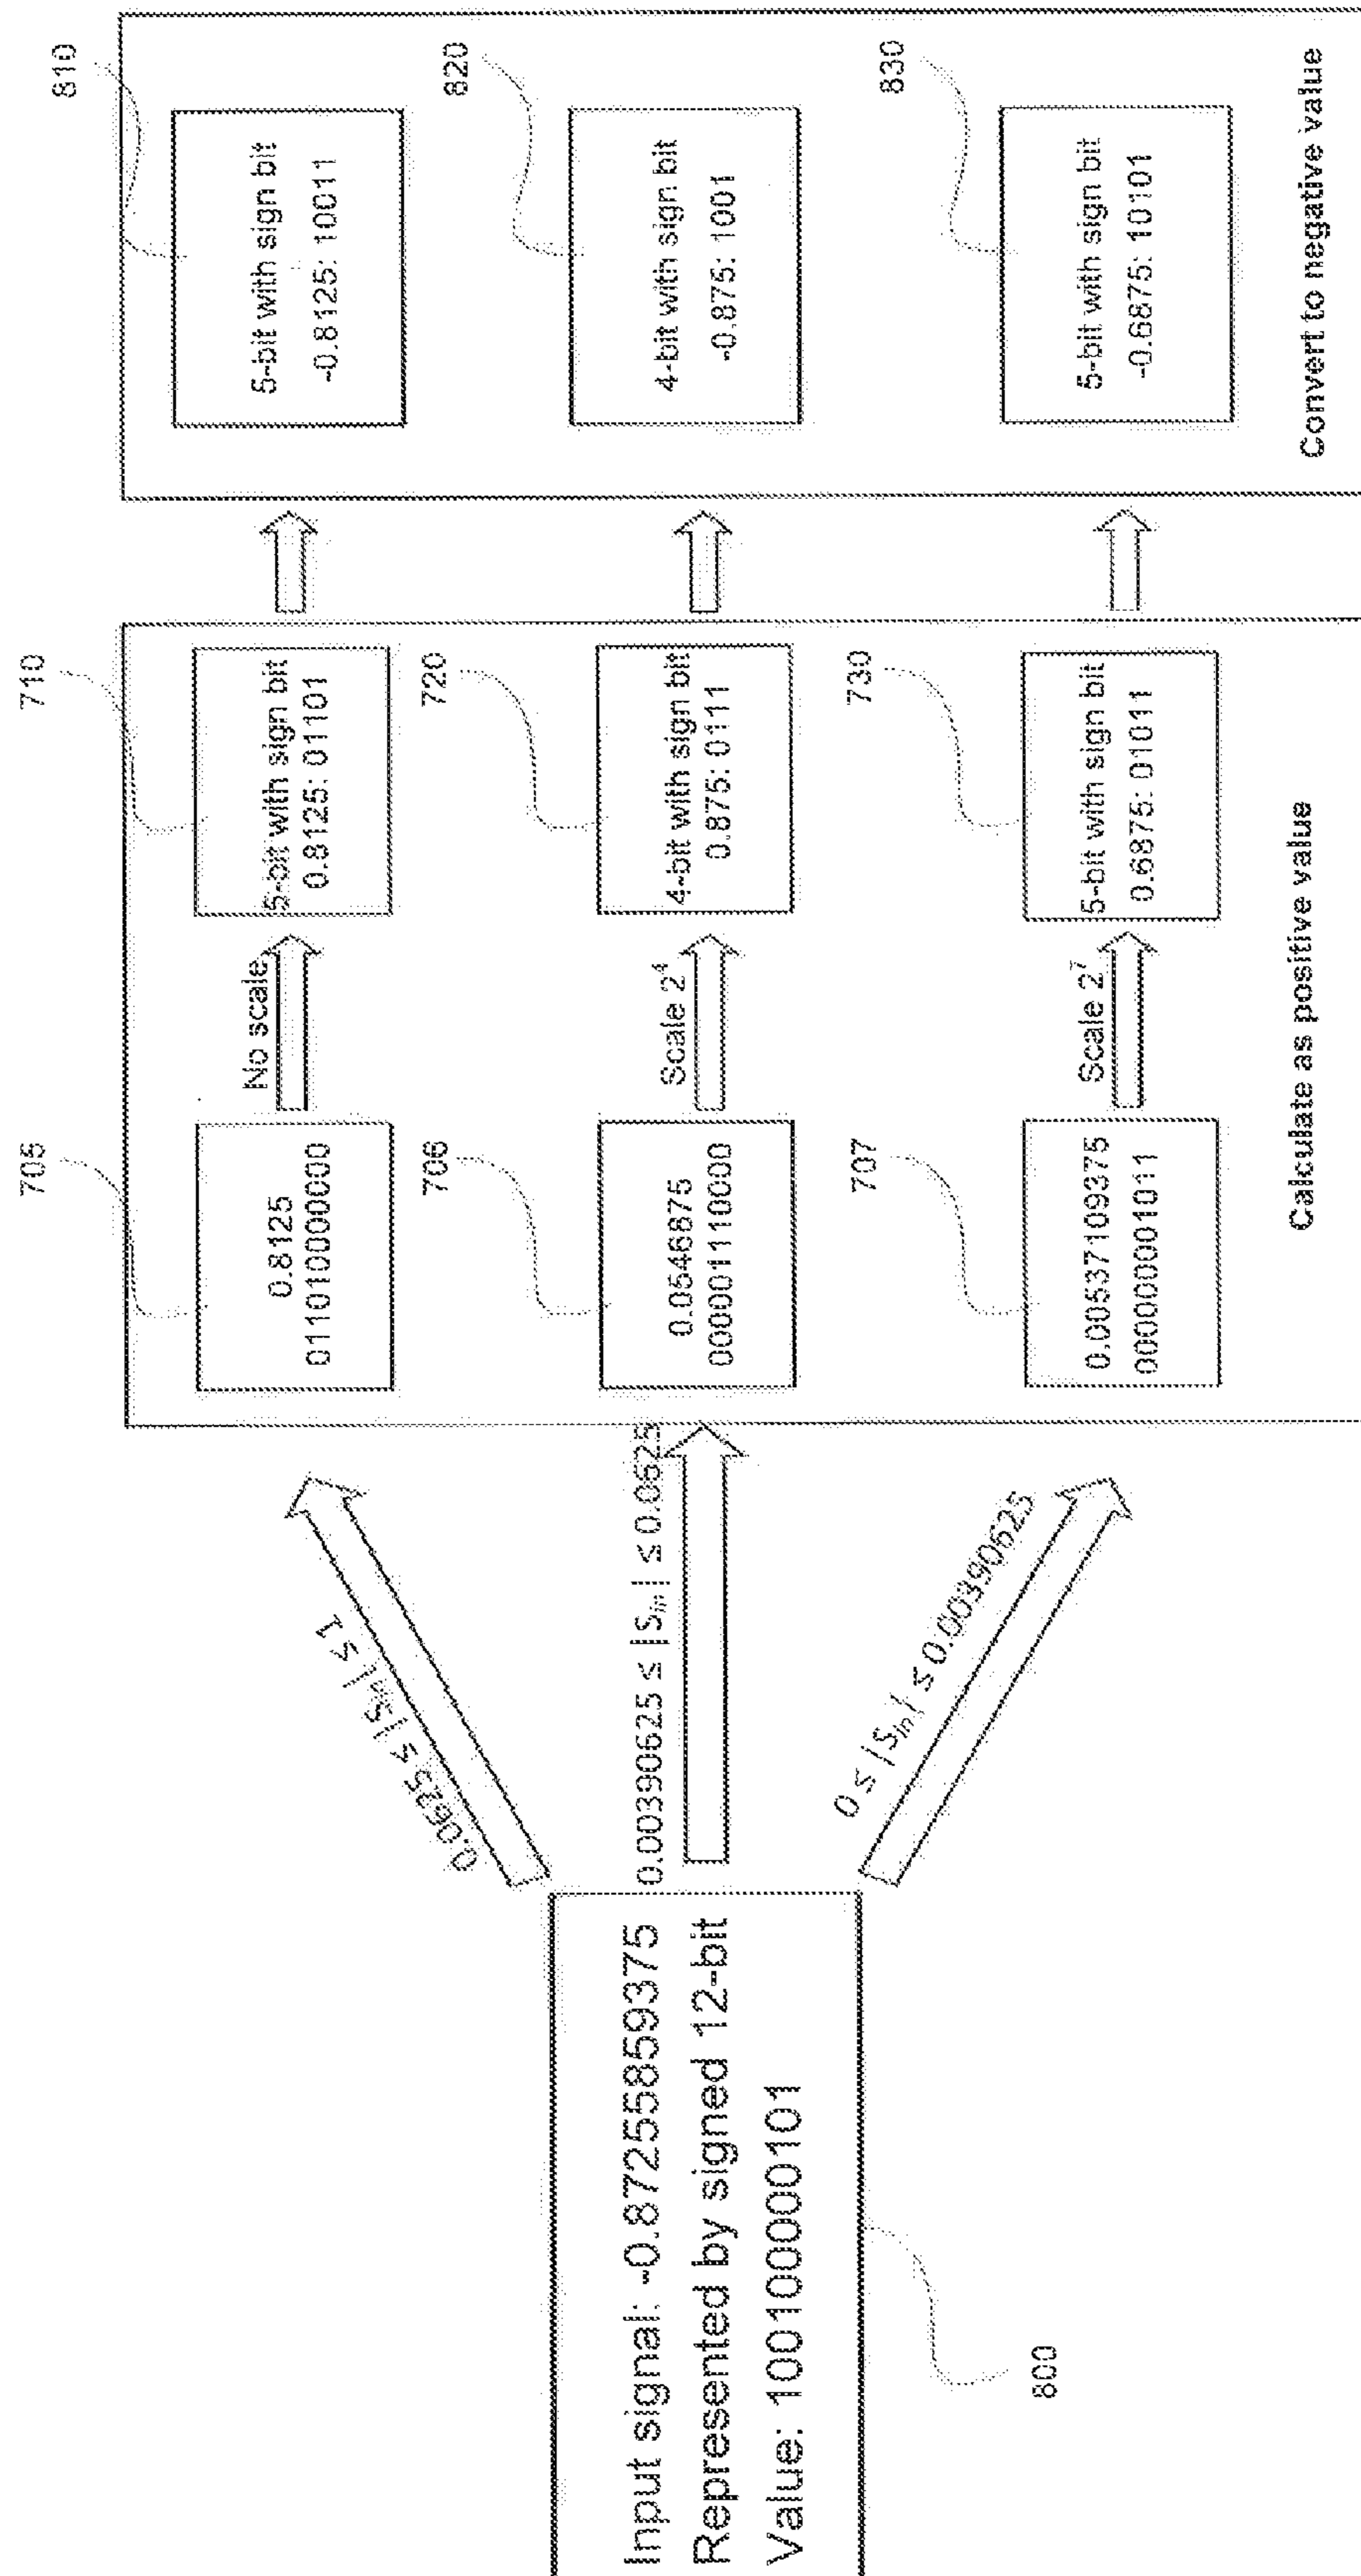 Input signal: -0.87255859375
Represented by signed 12-bit
Value: 100100000101
800
0.0625 ≤ |Sin| ≤ 1
0.00390625 ≤ |Sin| ≤ 0.0625
0 ≤ |Sin| ≤ 0.00390625
705
0.8125
011010000000
No scale
710
5-bit with sign bit
0.8125: 01101
706
0.0546875
000001110000
Scale 2⁴
720
4-bit with sign bit
0.875: 0111
707
0.00537109375
000000001011
Scale 2⁷
730
5-bit with sign bit
0.6875: 01011
Calculate as positive value
810
5-bit with sign bit
-0.8125: 10011
820
4-bit with sign bit
-0.875: 1001
830
5-bit with sign bit
-0.6875: 10101
Convert to negative value